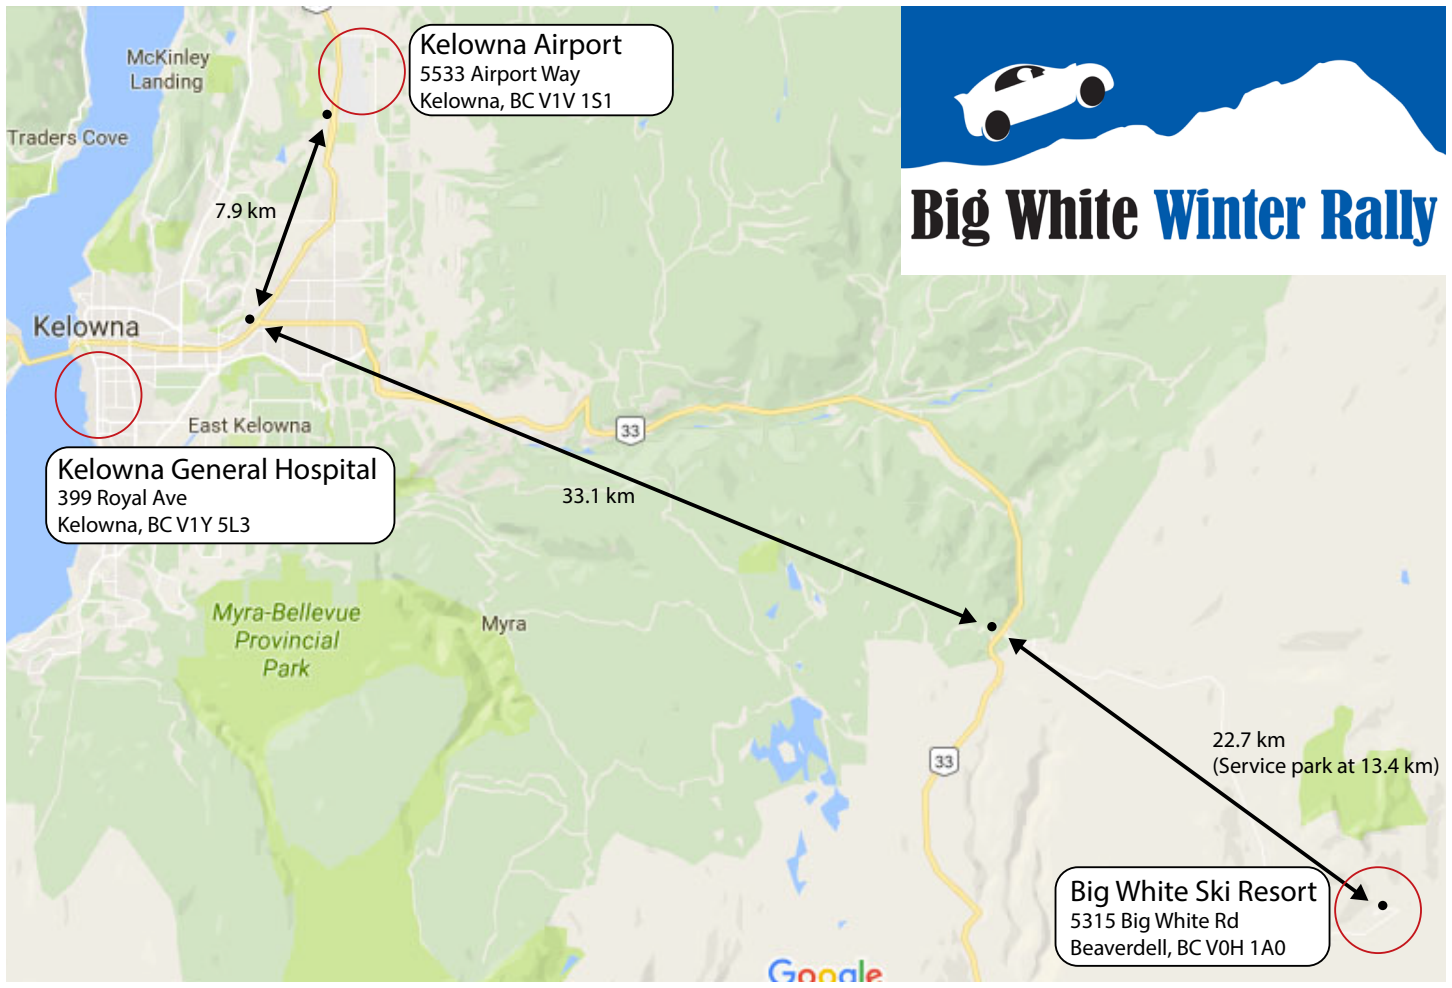 McKinley
Landing
Kelowna Airport
5533 Airport Way
Kelowna, BC V1V 1S1
Traders Cove
7.9 km
Big White Winter Rally
Kelowna
East Kelowna
33
Kelowna General Hospital
399 Royal Ave
Kelowna, BC V1Y 5L3
33.1 km
Myra-Bellevue
Provincial
Park
Myra
33
22.7 km
(Service park at 13.4 km)
Big White Ski Resort
5315 Big White Rd
Beaverdell, BC V0H 1A0
Google